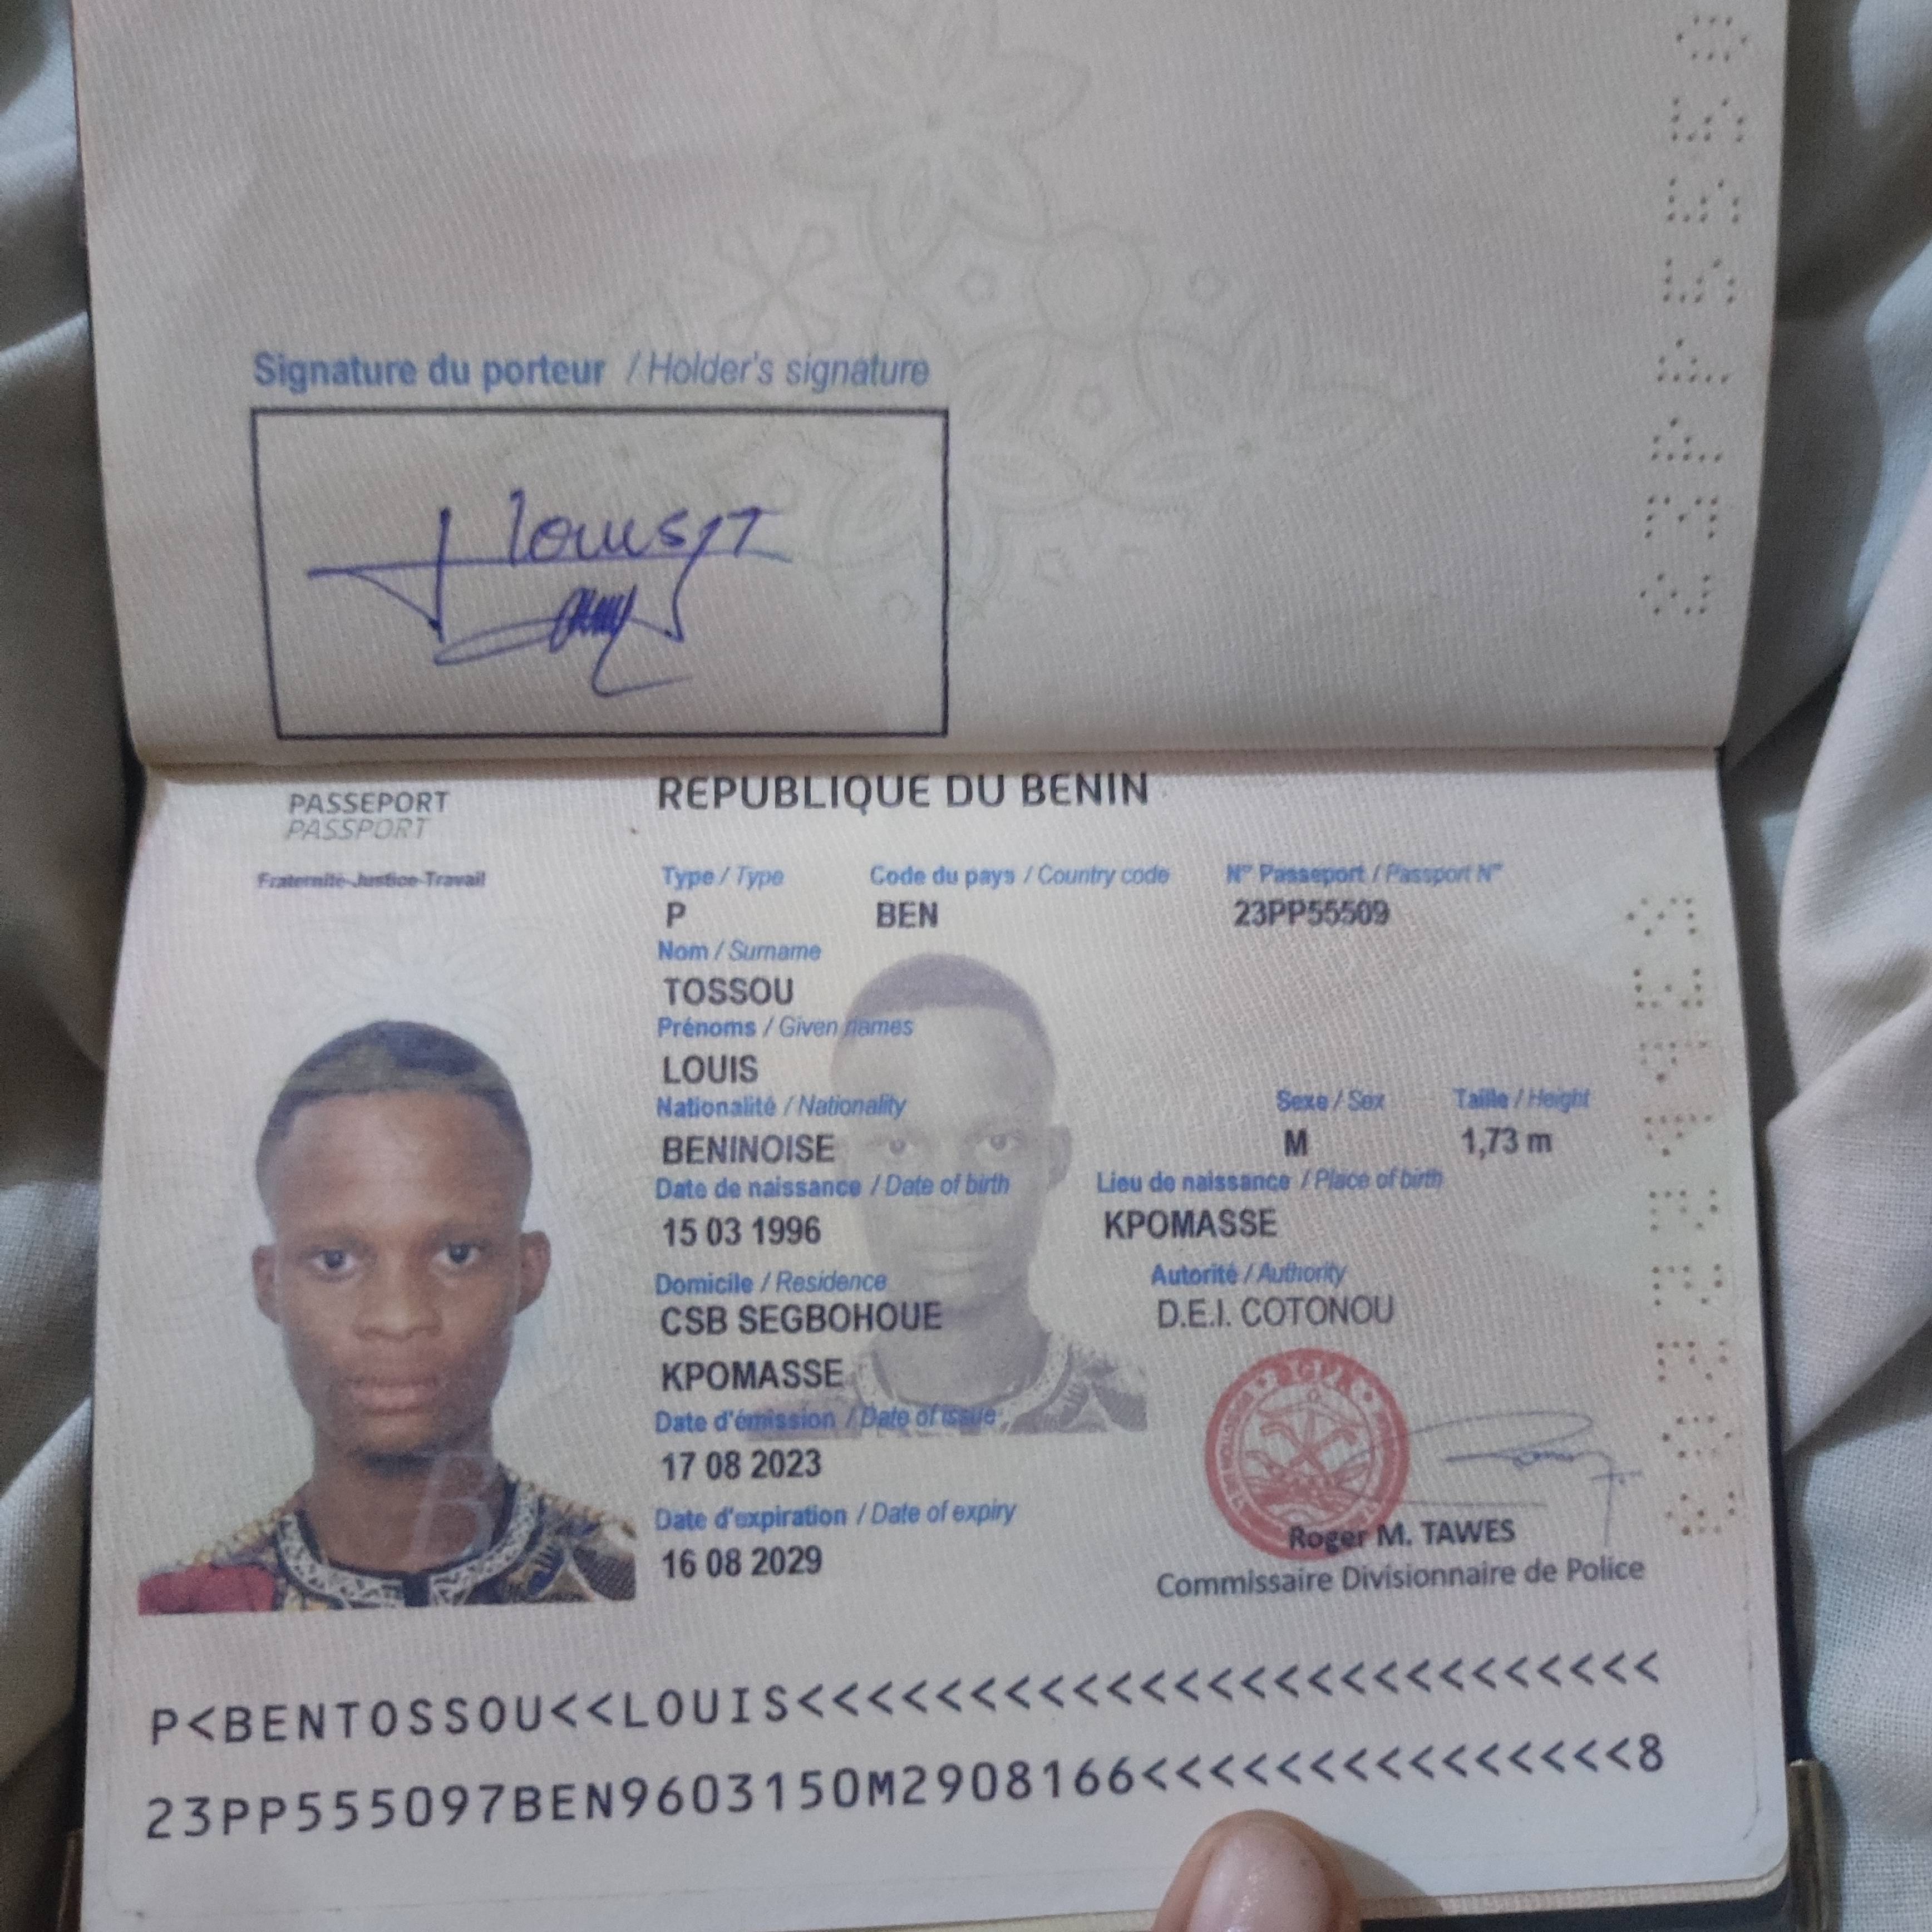 Signature du porteur / Holder's signature
PASSEPORT
PASSPORT
REPUBLIQUE DU BENIN
Fraternité-Justice-Travail
Type / Type Code du pays / Country code N° Passeport / Passport N°
P BEN 23PP55509
Nom / Surname
TOSSOU
Prénoms / Given names
LOUIS
Nationalité / Nationality Sexe / Sex Taille / Height
BENINOISE M 1,73 m
Date de naissance / Date of birth Lieu de naissance / Place of birth
15 03 1996 KPOMASSE
Domicile / Residence Autorité / Authority
CSB SEGBOHOUE D.E.I. COTONOU
KPOMASSE
Date d'émission / Date of issue
17 08 2023
Date d'expiration / Date of expiry
16 08 2029
Roger M. TAWES
Commissaire Divisionnaire de Police
P<BENTOSSOU<<LOUIS<<<<<<<<<<<<<<<<<<<<<<<<<<
23PP555097BEN9603150M2908166<<<<<<<<<<<<<<<8